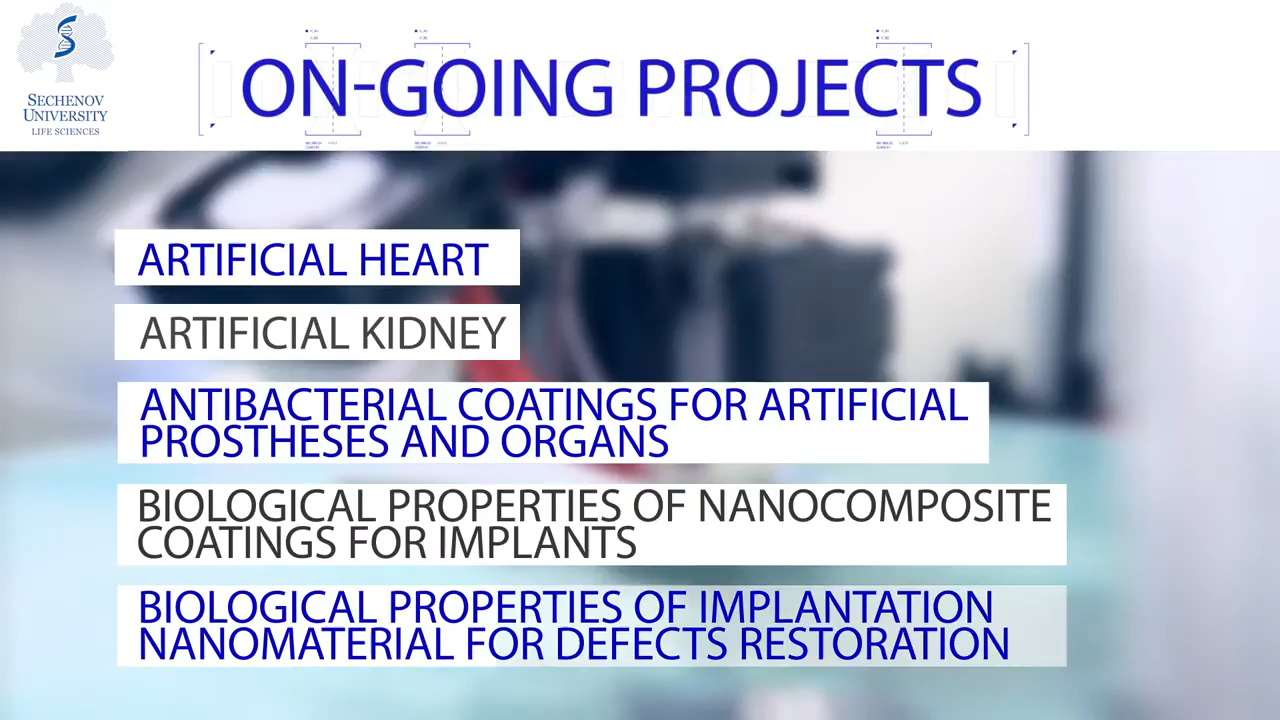 SECHENOV
UNIVERSITY
LIFE SCIENCES
ON-GOING PROJECTS
ARTIFICIAL HEART
ARTIFICIAL KIDNEY
ANTIBACTERIAL COATINGS FOR ARTIFICIAL
PROSTHESES AND ORGANS
BIOLOGICAL PROPERTIES OF NANOCOMPOSITE
COATINGS FOR IMPLANTS
BIOLOGICAL PROPERTIES OF IMPLANTATION
NANOMATERIAL FOR DEFECTS RESTORATION